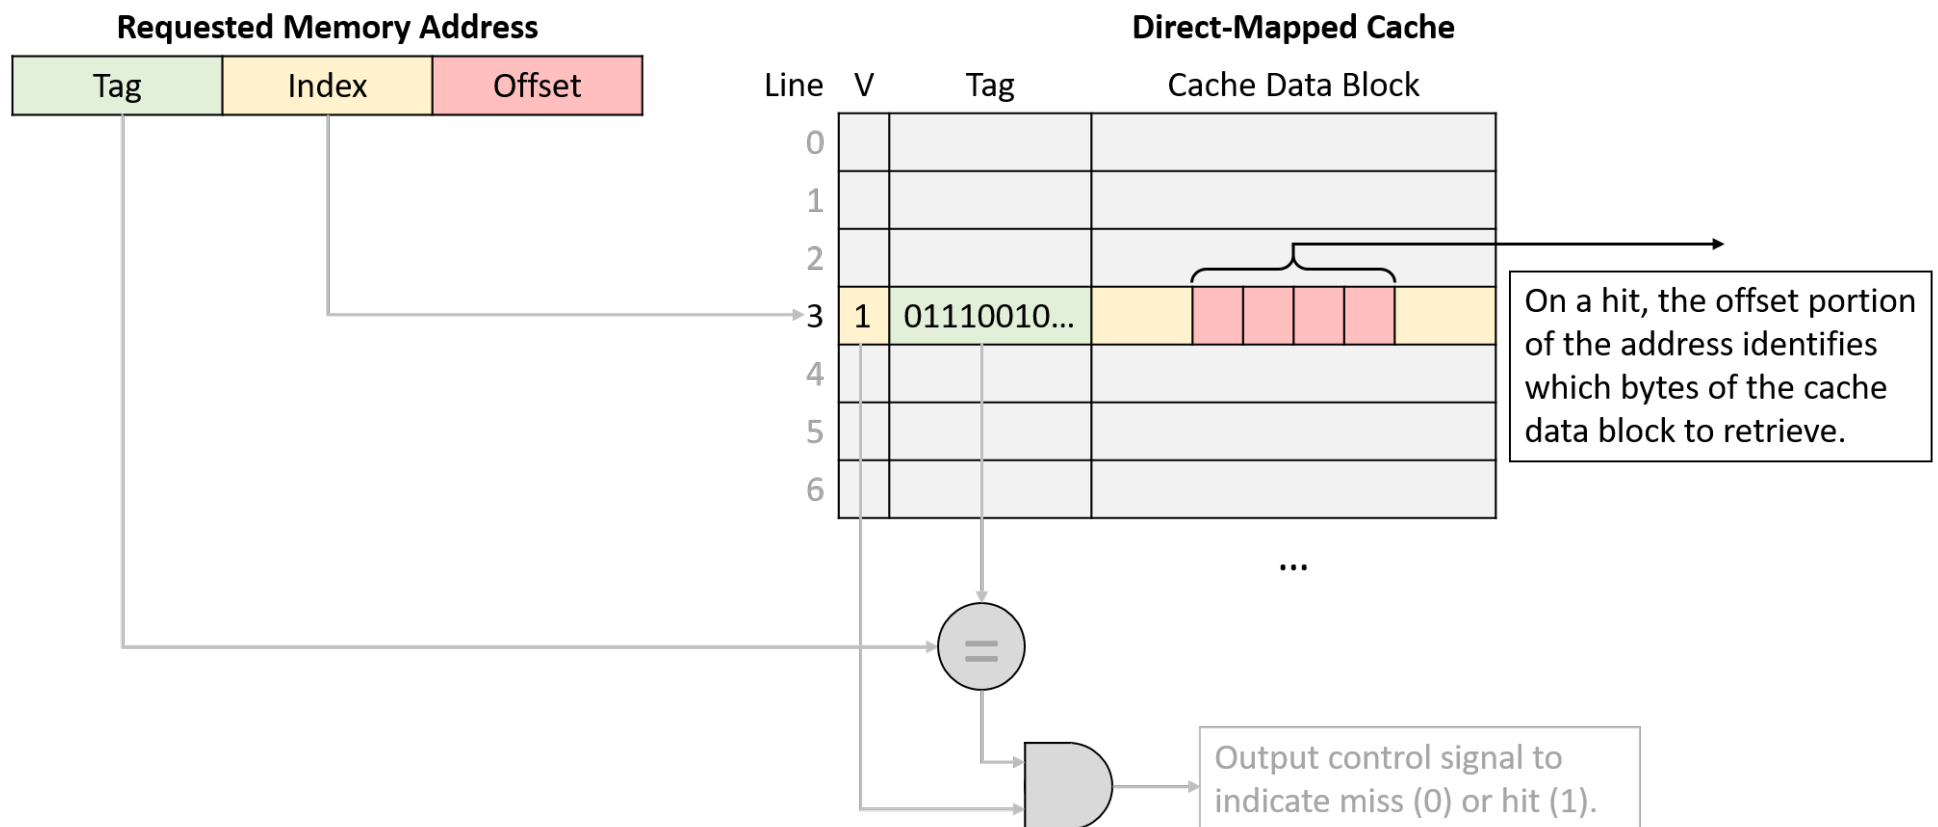 Requested Memory Address
Direct-Mapped Cache
Tag Index Offset
Line V Tag Cache Data Block
0
1
2
3 1 01110010...
4
5
6
...
On a hit, the offset portion
of the address identifies
which bytes of the cache
data block to retrieve.
=
Output control signal to
indicate miss (0) or hit (1).